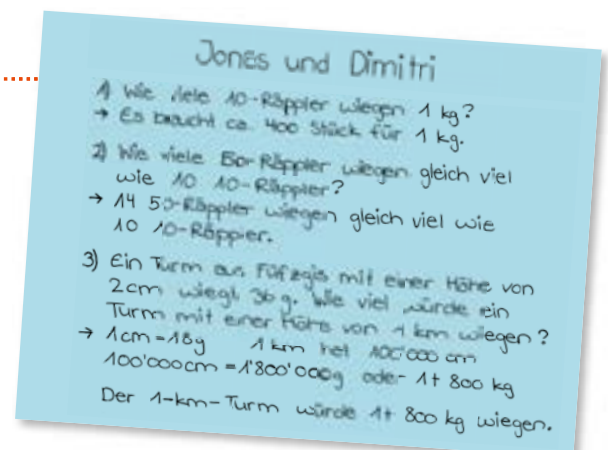 Jonas und Dimitri
1) Wie viele 10-Räppler wiegen 1 kg?
→ Es braucht ca. 400 Stück für 1 kg.
2) Wie viele 50-Räppler wiegen gleich viel
wie 10 10-Räppler?
→ 14 50-Räppler wiegen gleich viel wie
10 10-Räppler.
3) Ein Turm aus Füfzgis mit einer Höhe von
2cm wiegt 36 g. Wie viel würde ein
Turm mit einer Höhe von 1 km wiegen?
→ 1cm = 18g 1 km het 100'000 cm
100'000cm = 1'800'000g oder 1t 800 kg
Der 1-km-Turm würde 1t 800 kg wiegen.